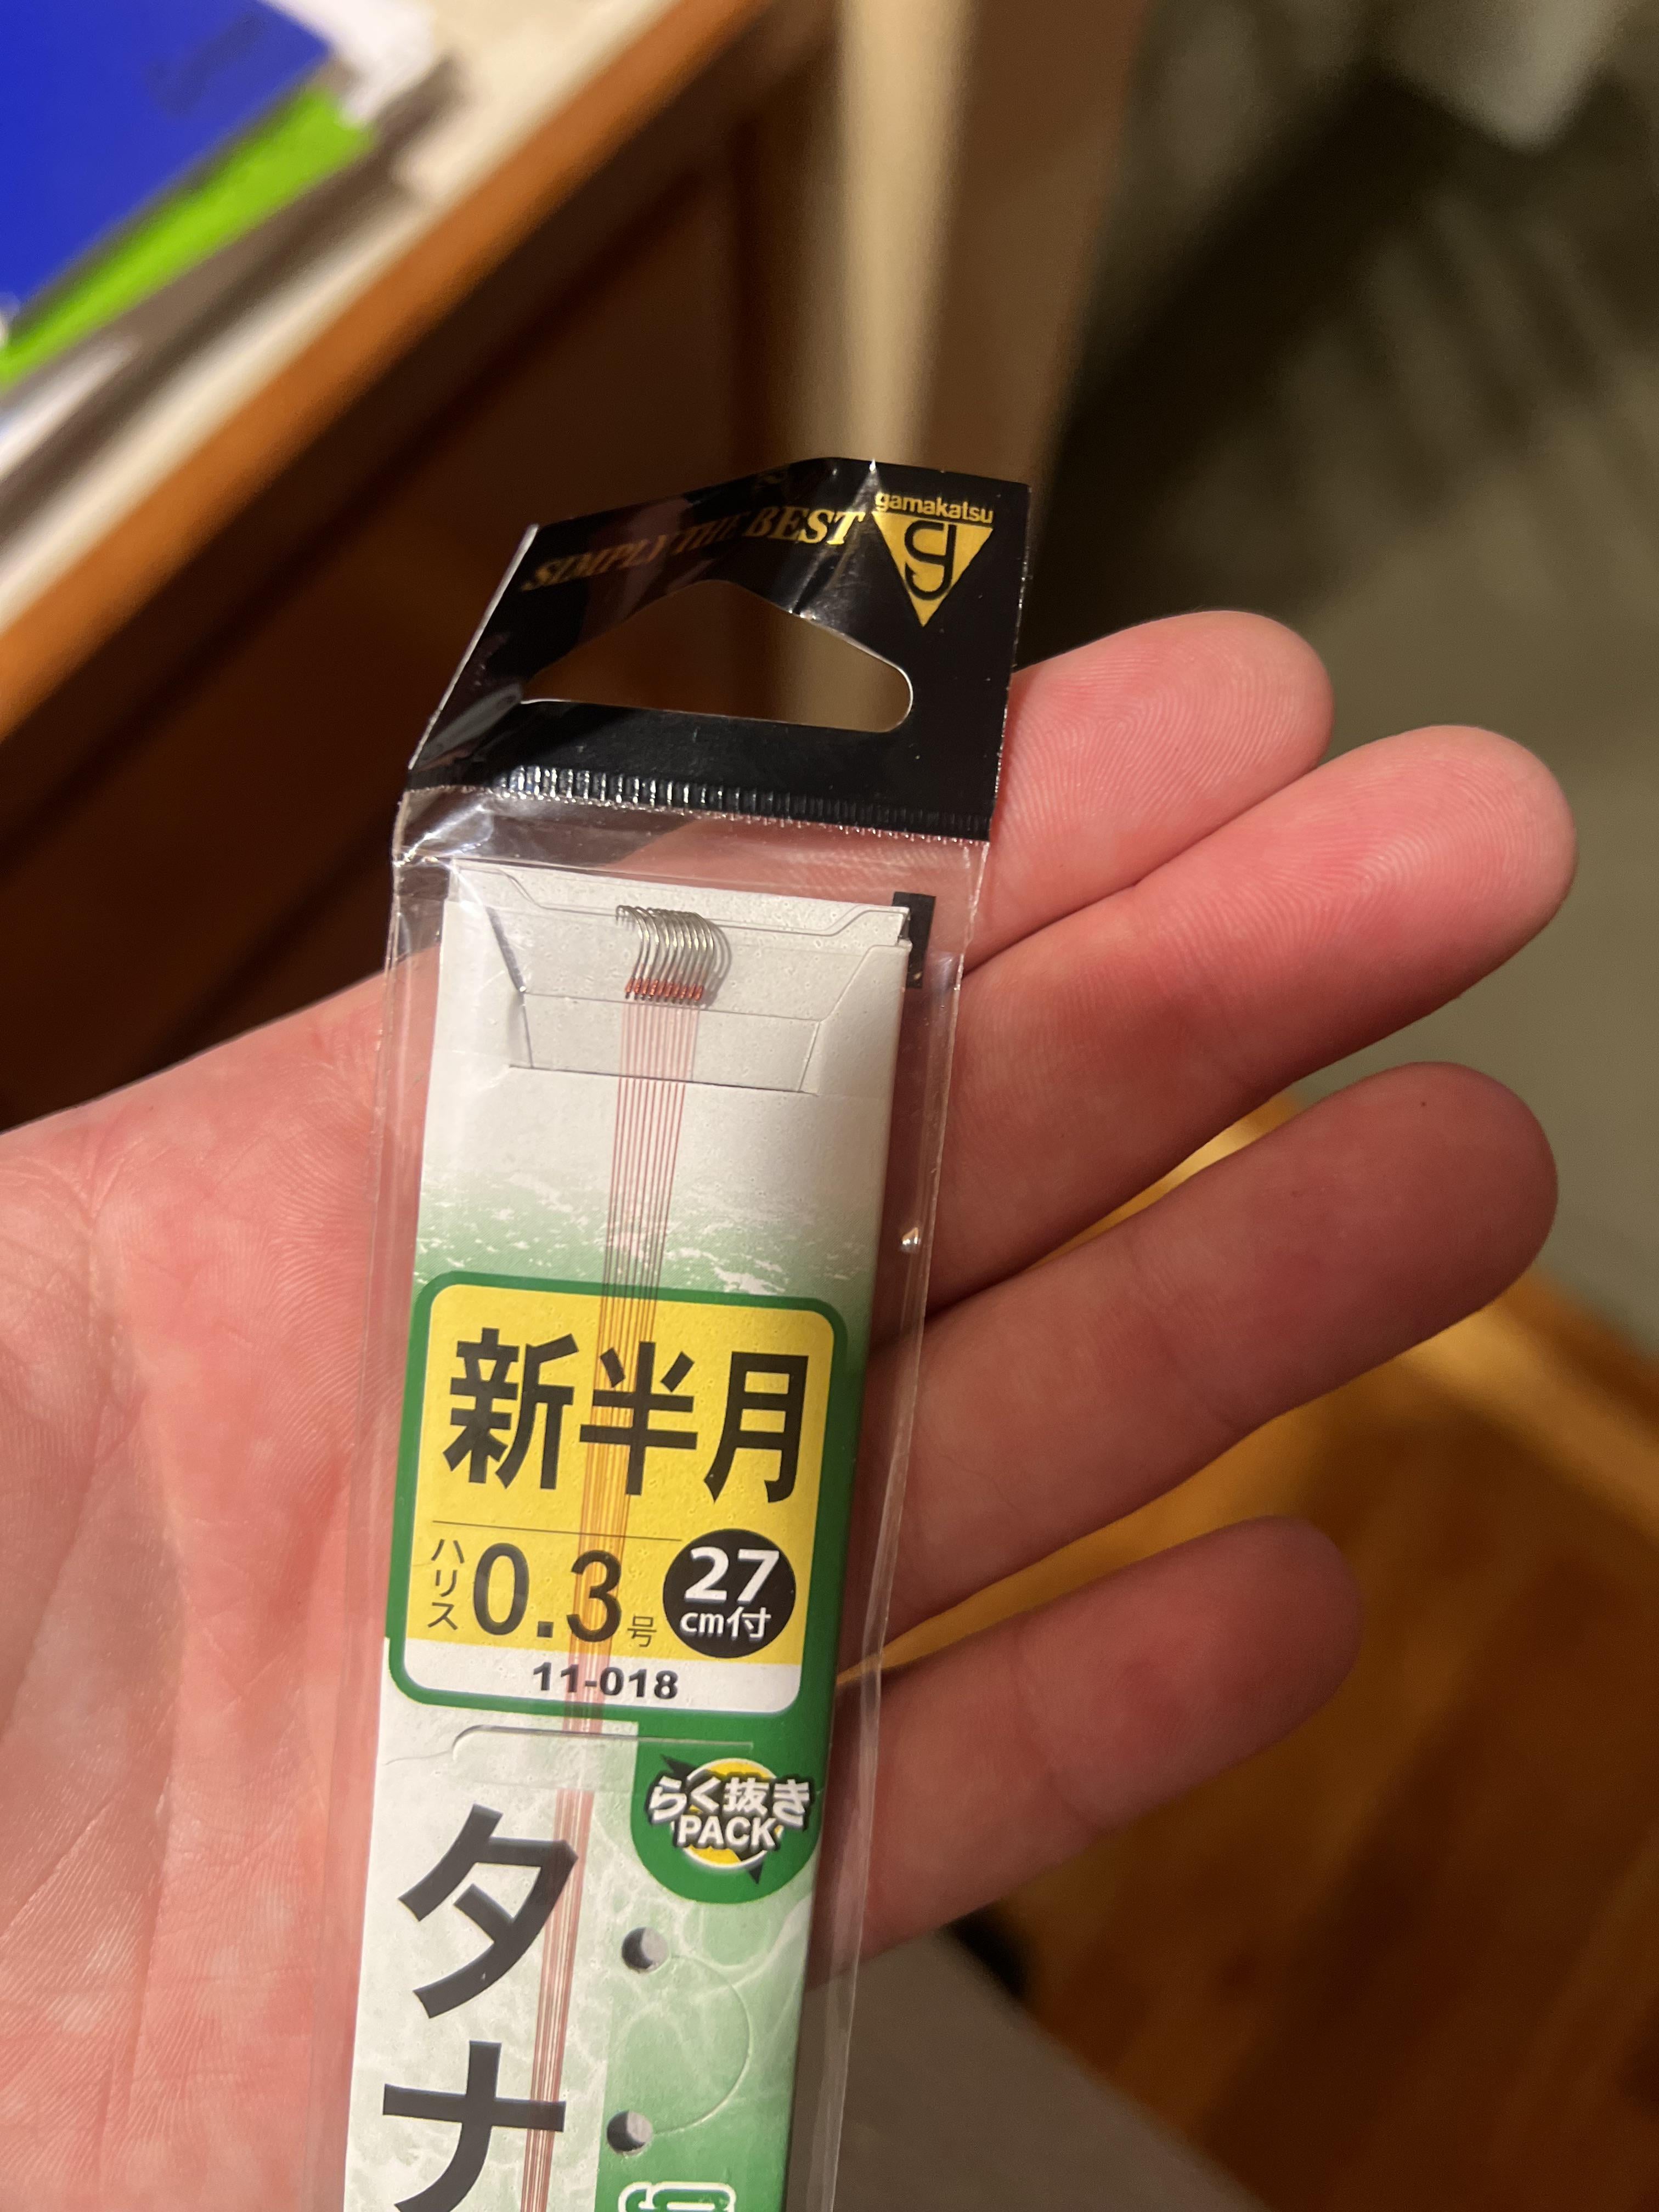 SIMPLY THE BEST
gamakatsu
新半月
ハリス 0.3号
27
cm付
11-018
らく抜き
PACK
タナ